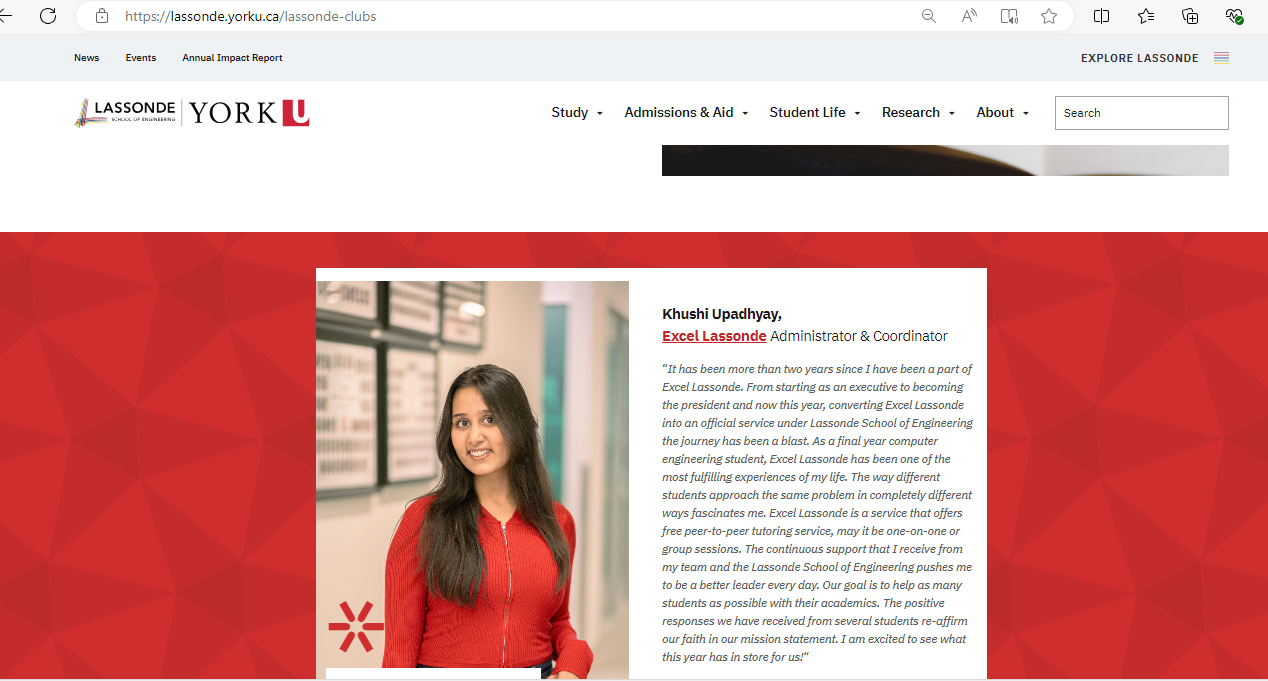 https://lassonde.yorku.ca/lassonde-clubs
News Events Annual Impact Report EXPLORE LASSONDE
LASSONDE
SCHOOL OF ENGINEERING
YORK U
Study Admissions & Aid Student Life Research About Search
Khushi Upadhyay,
Excel Lassonde Administrator & Coordinator
“It has been more than two years since I have been a part of
Excel Lassonde. From starting as an executive to becoming
the president and now this year, converting Excel Lassonde
into an official service under Lassonde School of Engineering
the journey has been a blast. As a final year computer
engineering student, Excel Lassonde has been one of the
most fulfilling experiences of my life. The way different
students approach the same problem in completely different
ways fascinates me. Excel Lassonde is a service that offers
free peer-to-peer tutoring service, may it be one-on-one or
group sessions. The continuous support that I receive from
my team and the Lassonde School of Engineering pushes me
to be a better leader every day. Our goal is to help as many
students as possible with their academics. The positive
responses we have received from several students re-affirm
our faith in our mission statement. I am excited to see what
this year has in store for us!“